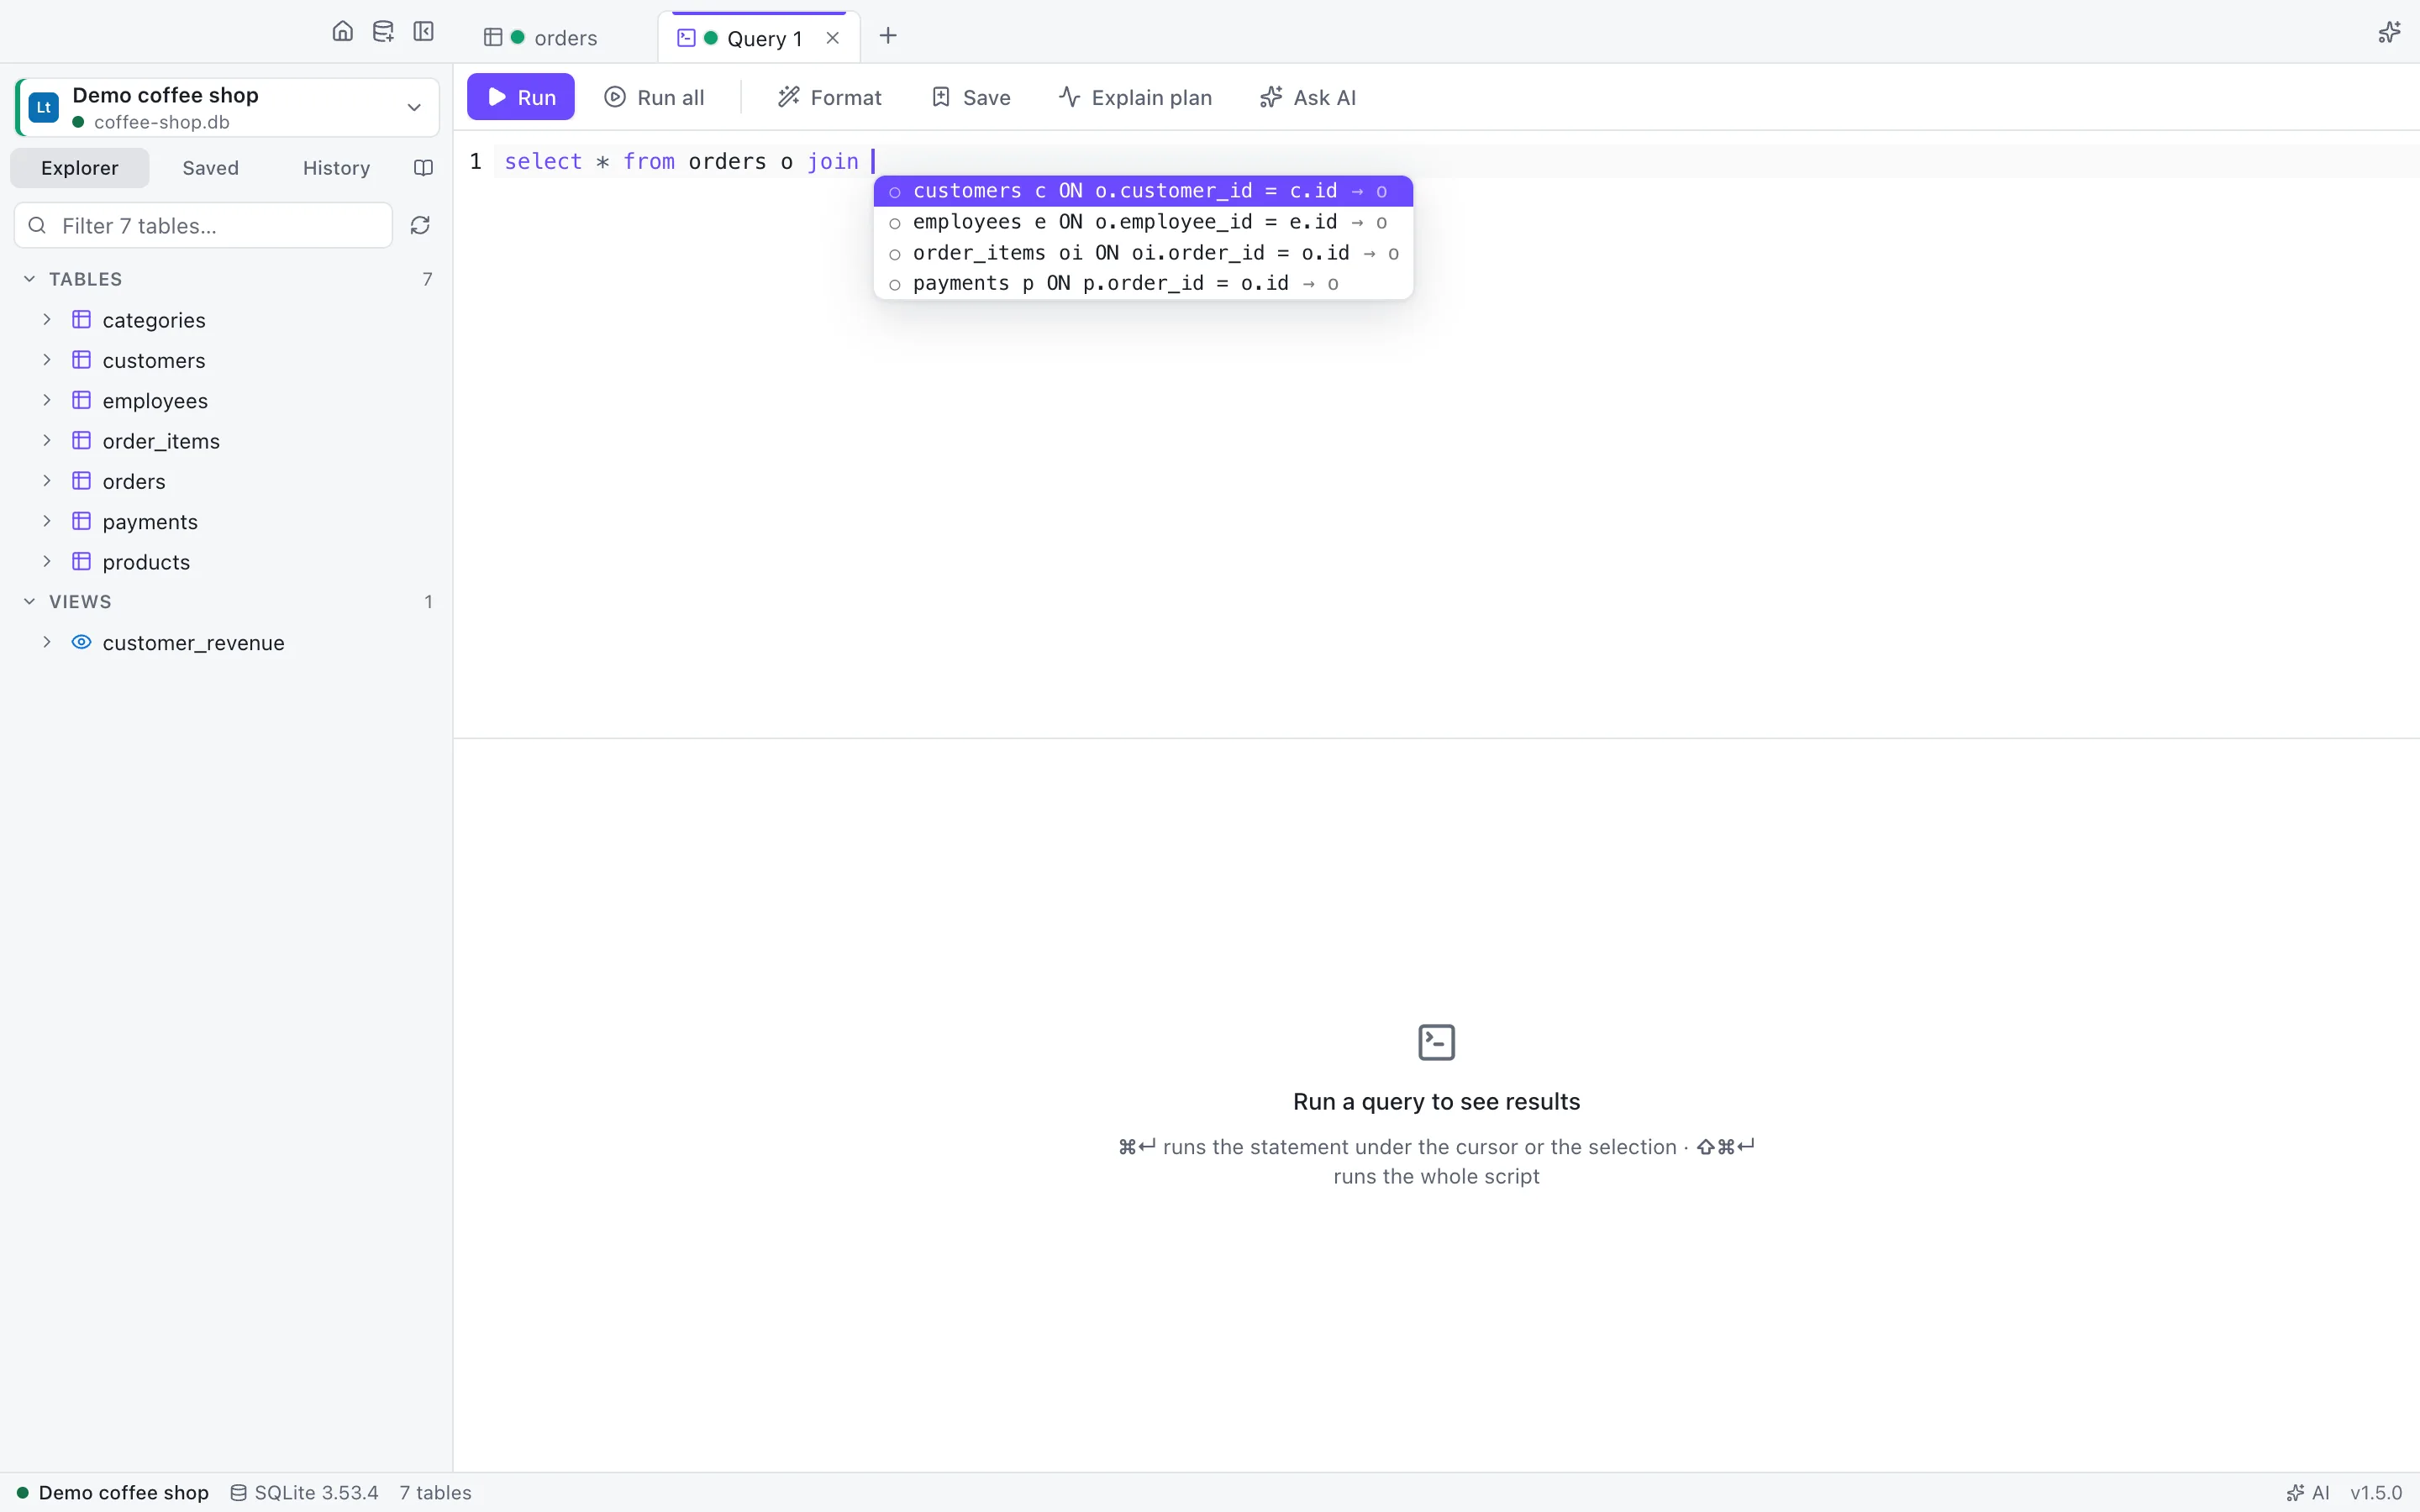 orders
Query 1
Lt
Demo coffee shop
coffee-shop.db
Run
Run all
Format
Save
Explain plan
Ask AI
Explorer
Saved
History
Filter 7 tables...
TABLES
7
categories
customers
employees
order_items
orders
payments
products
VIEWS
1
customer_revenue
1 select * from orders o join
customers c ON o.customer_id = c.id → o
employees e ON o.employee_id = e.id → o
order_items oi ON oi.order_id = o.id → o
payments p ON p.order_id = o.id → o
Run a query to see results
⌘↵ runs the statement under the cursor or the selection · ⇧⌘↵
runs the whole script
Demo coffee shop
SQLite 3.53.4
7 tables
AI
v1.5.0